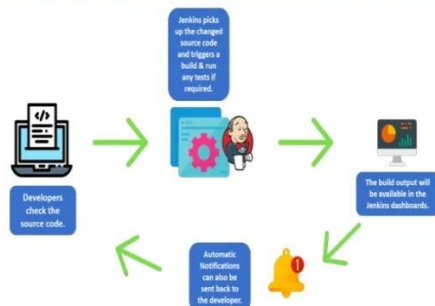 Jenkins picks
up the changed
source code
and triggers a
build & run
any tests if
required.
</>
Developers
check the
source code.
The build output will
be available in the
Jenkins dashboards.
Automatic
Notifications
can also be
sent back to
the developer.
1